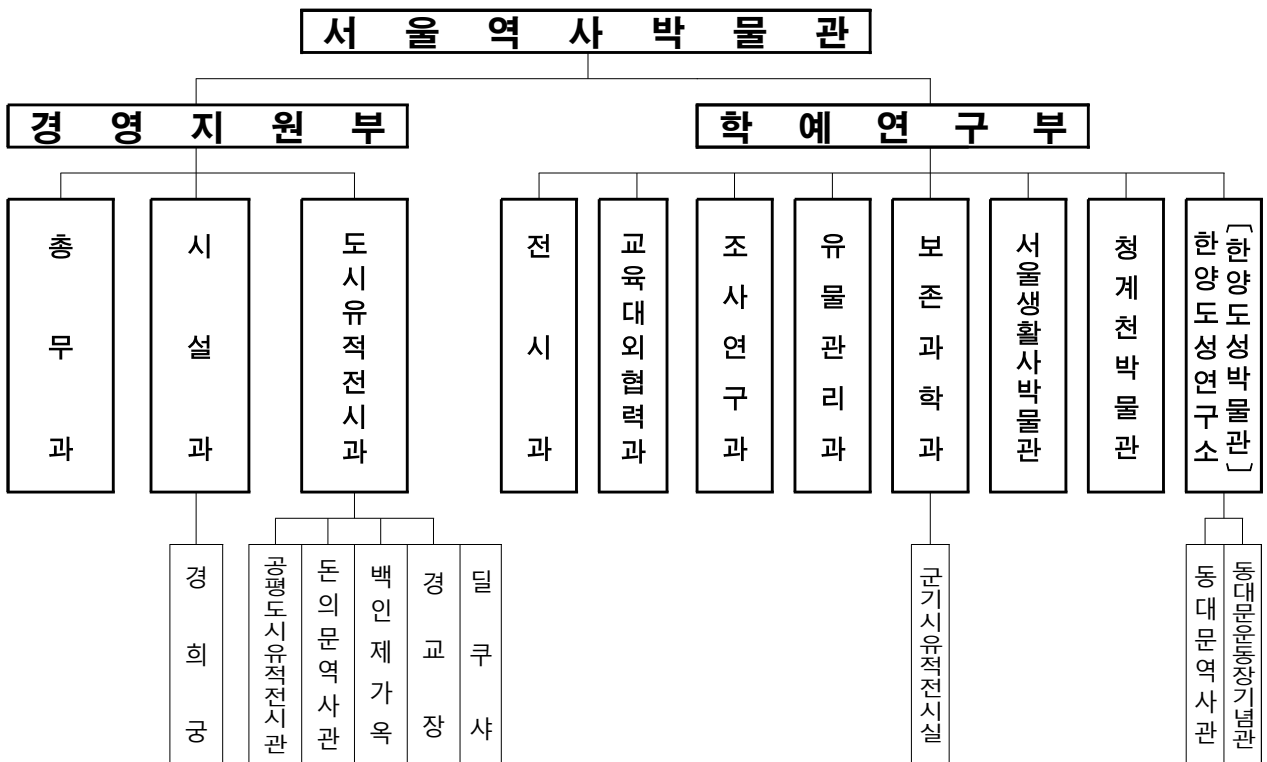 서 울 역 사 박 물 관
경 영 지 원 부
학 예 연 구 부
총무과
시설과
도시유적전시과
전시과
교육대외협력과
조사연구과
유물관리과
보존과학과
서울생활사박물관
청계천박물관
한양도성연구소
[한양도성박물관]
경희궁
공평도시유적전시관
돈의문역사관
백인제가옥
경교장
딜쿠샤
군기시유적전시실
동대문역사관
동대문운동장기념관